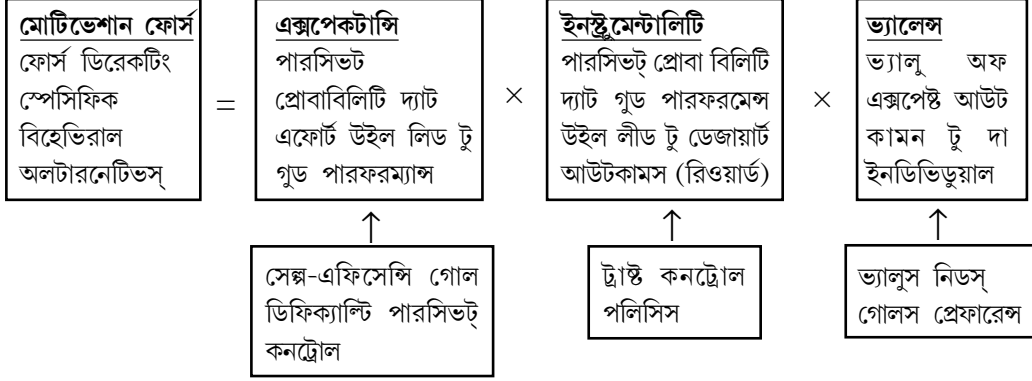 মোটিভেশান ফোর্স
ফোর্স ডিরেকটিং
স্পেসিফিক
বিহেভিরাল
অলটারনেটিভস্
=
এক্সপেকটান্সি
পারসিভট
প্রোবাবিলিটি দ্যাট
এফোর্ট উইল লিড টু
গুড পারফরম্যান্স
×
ইনস্ট্রুমেন্টালিটি
পারসিভট্ প্রোবা বিলিটি
দ্যাট গুড পারফরমেন্স
উইল লীড টু ডেজায়ার্ট
আউটকামস (রিওয়ার্ড)
×
ভ্যালেন্স
ভ্যালু অফ
এক্সপেষ্ট আউট
কামন টু দা
ইনডিভিডুয়াল
↑
↑
↑
সেল্প-এফিসেন্সি গোল
ডিফিক্যাল্টি পারসিভট্
কনট্রোল
ট্রাষ্ট কনট্রোল
পলিসিস
ভ্যালুস নিডস্
গোলস প্রেফারেন্স